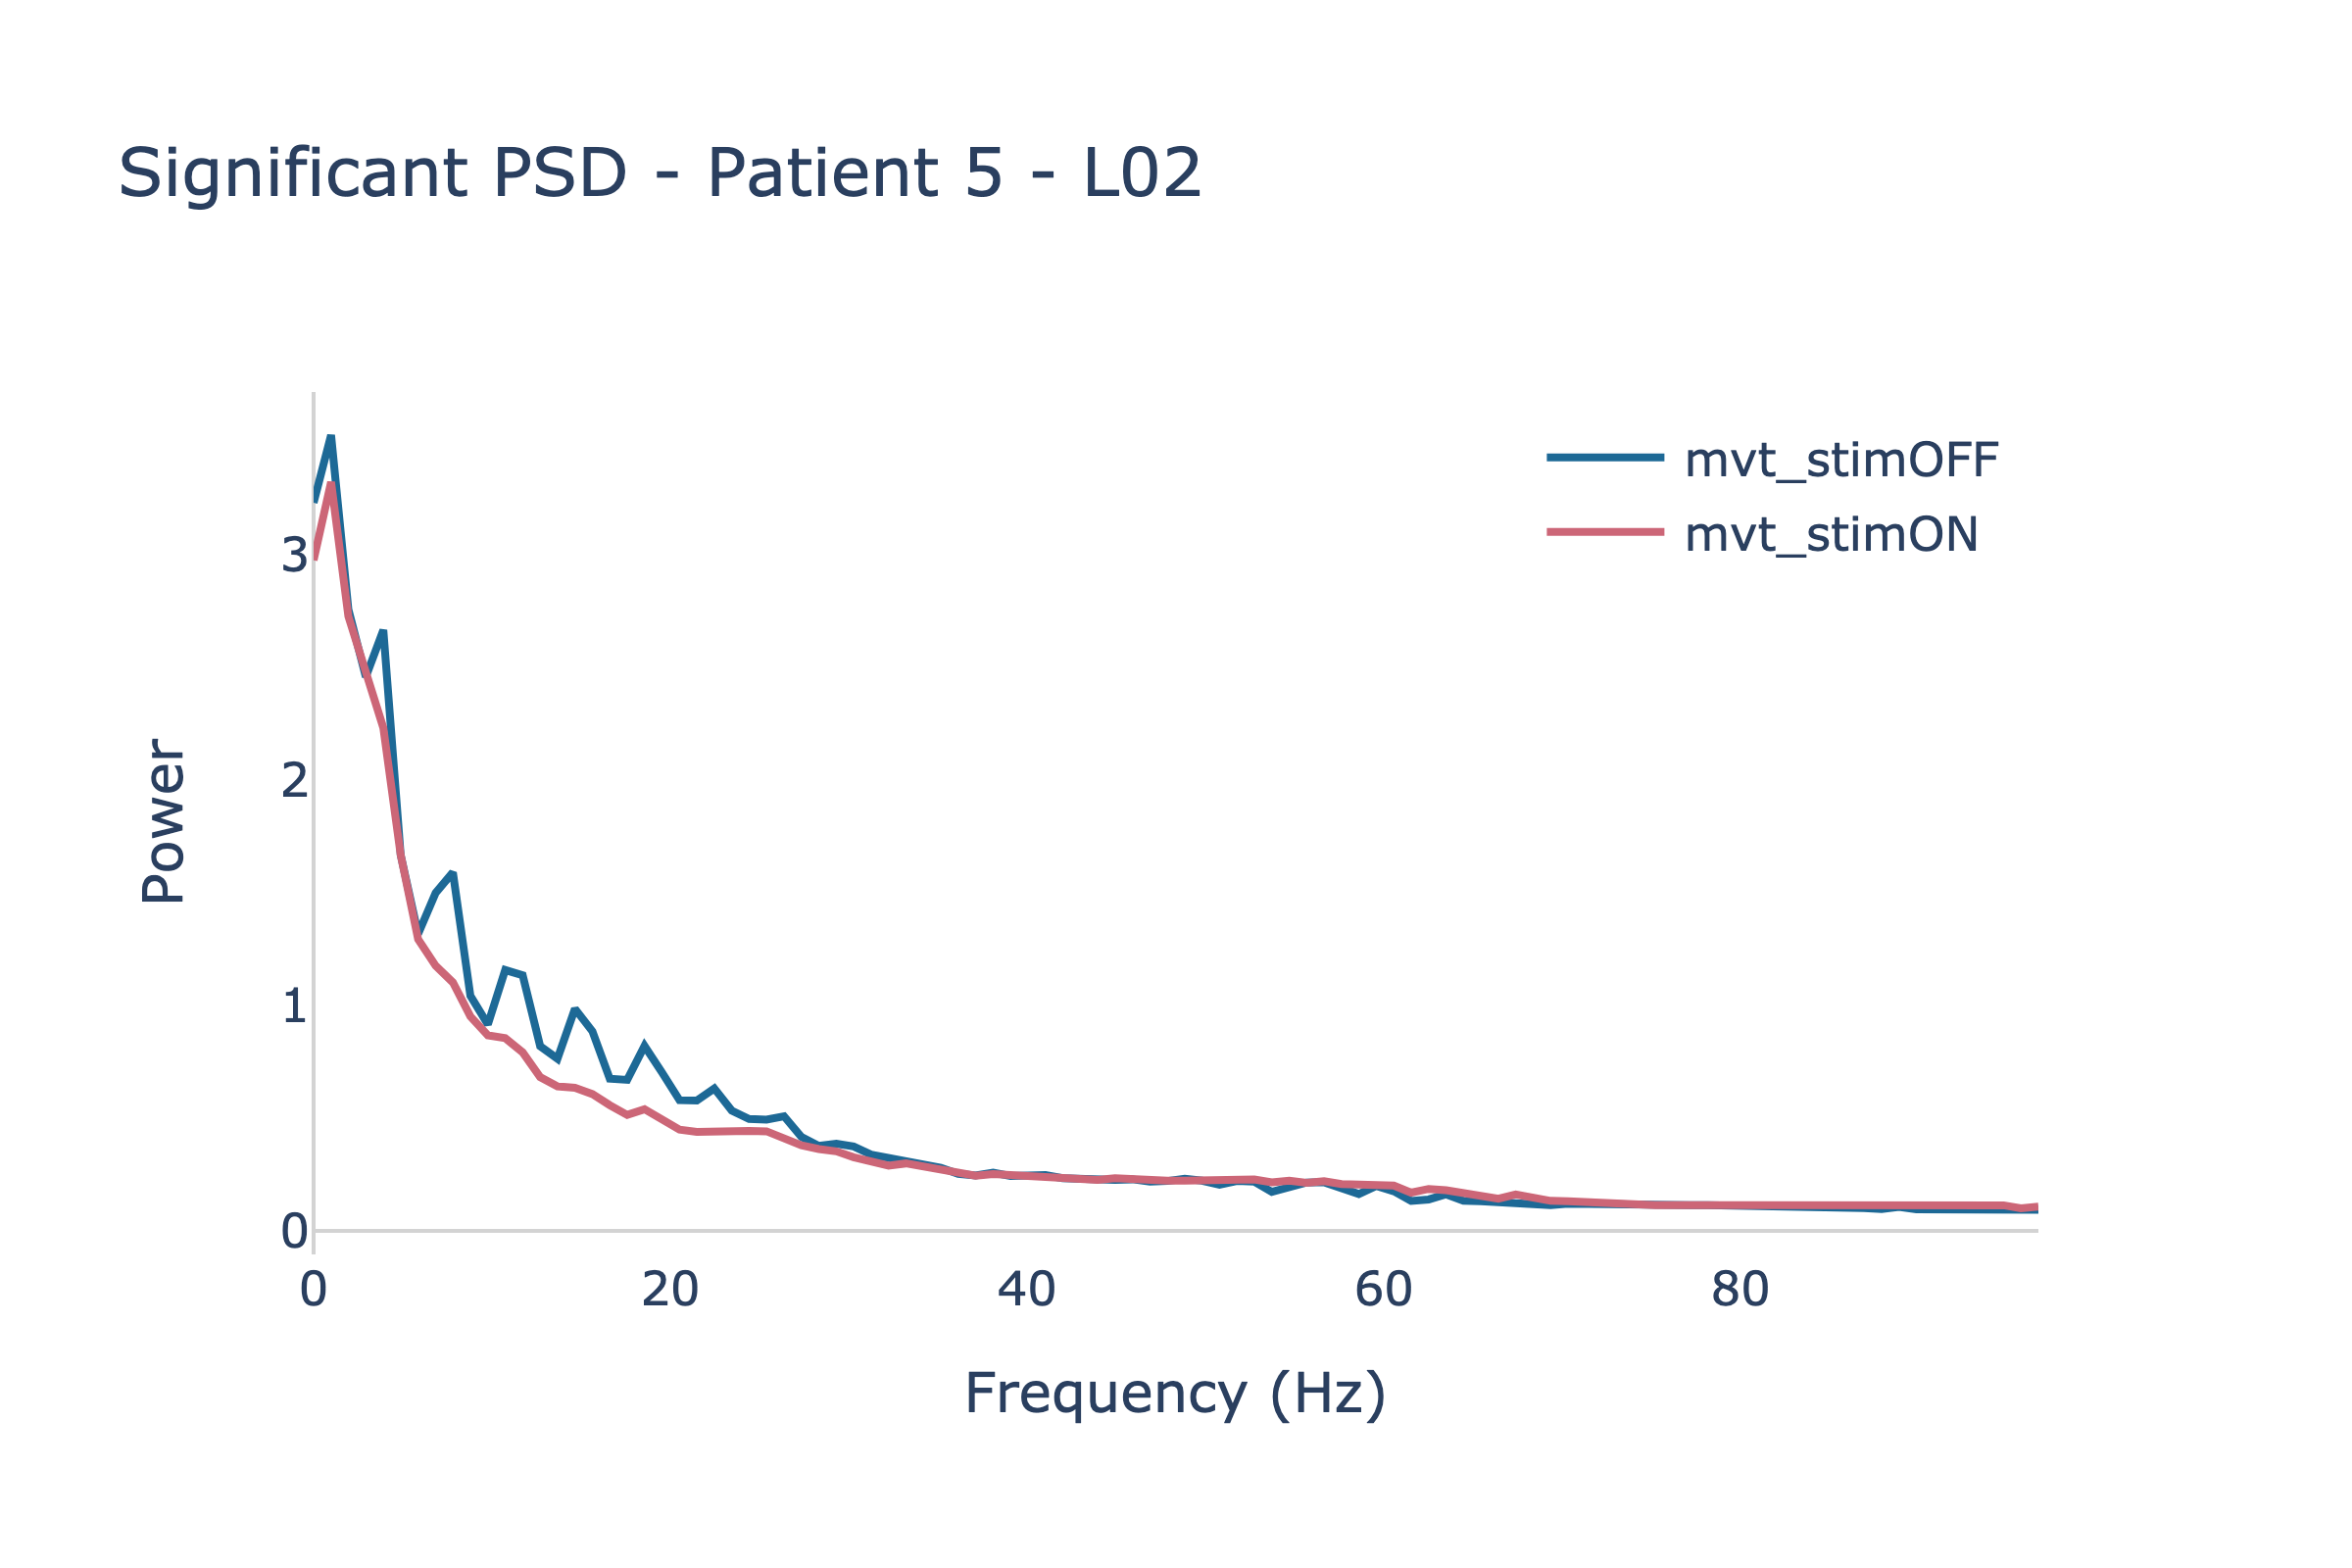 Significant PSD - Patient 5 - L02
mvt_stimOFF
mvt_stimON
3
2
1
0
Power
0 20 40 60 80
Frequency (Hz)